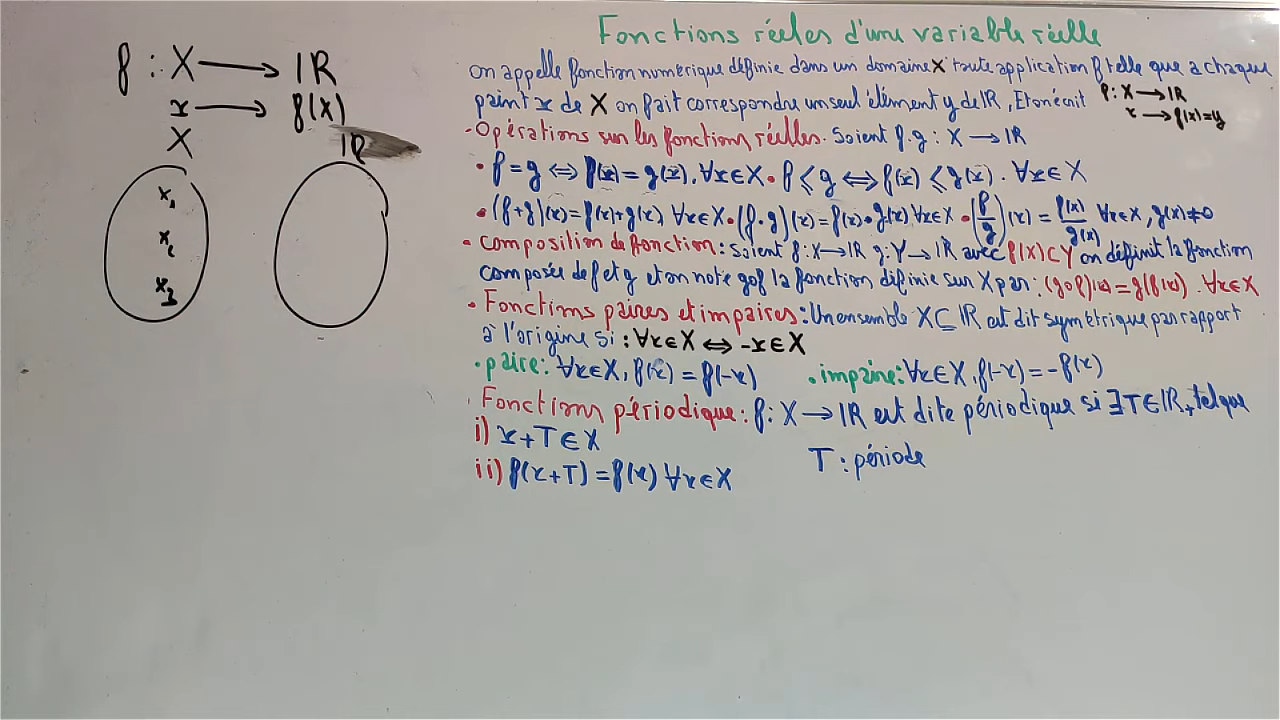 f : X → IR
x → f(x)
X
IR
x₁
x₂
x₃
Fonctions réeles d'une variable réelle
on appelle fonction numérique définie dans un domaine X toute application f telle que a chaque
point x de X on fait correspondre un seul élément y de IR, Et on écrit f: X → IR
x → f(x)=y
• Opérations sur les fonctions réelles. Soient f.g : X → IR
• f = g ⇔ f(x) = g(x), ∀x∈X • f ⩽ g ⇔ f(x) ⩽ g(x). ∀x∈X
• (f+g)(x) = f(x)+g(x), ∀x∈X • (f·g)(x) = f(x)•g(x) ∀x∈X • (f/g)(x) = f(x)/g(x) ∀x∈X, g(x)≠0
• composition de fonction : soient f: X → IR g: Y → IR avec f(X)⊂Y on définit la fonction
composée de f et g et on note gof la fonction définie sur X par : (gof)(x) = g(f(x)). ∀x∈X
• Fonctions paires et impaires : Un ensemble X⊆IR est dit symétrique par rapport
à l'origine si : ∀x∈X ⇔ -x∈X
• paire: ∀x∈X, f(x) = f(-x) • impaire: ∀x∈X, f(-x) = -f(x)
. Fonctions périodique : f: X → IR est dite périodique si ∃T∈IR₊ tel que
i) x+T∈X
T : période
ii) f(x+T) = f(x) ∀x∈X